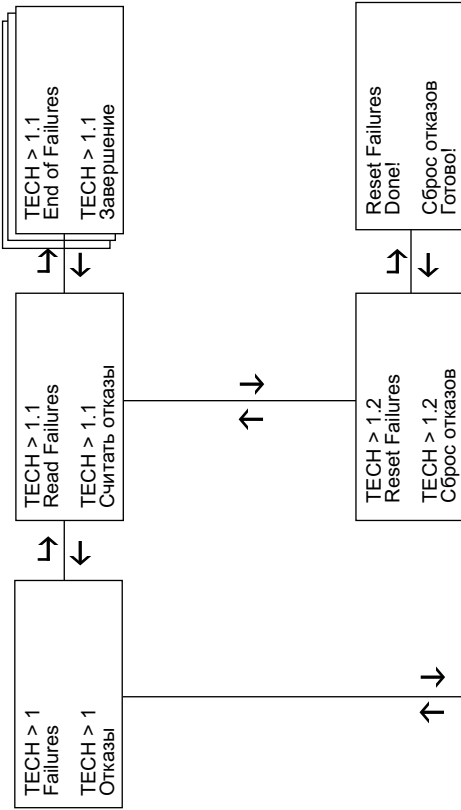 TECH > 1
Failures
TECH > 1
Отказы
TECH > 1.1
Read Failures
TECH > 1.1
Считать отказы
TECH > 1.1
End of Failures
TECH > 1.1
Завершение
TECH > 1.2
Reset Failures
TECH > 1.2
Сброс отказов
Reset Failures
Done!
Сброс отказов
Готово!